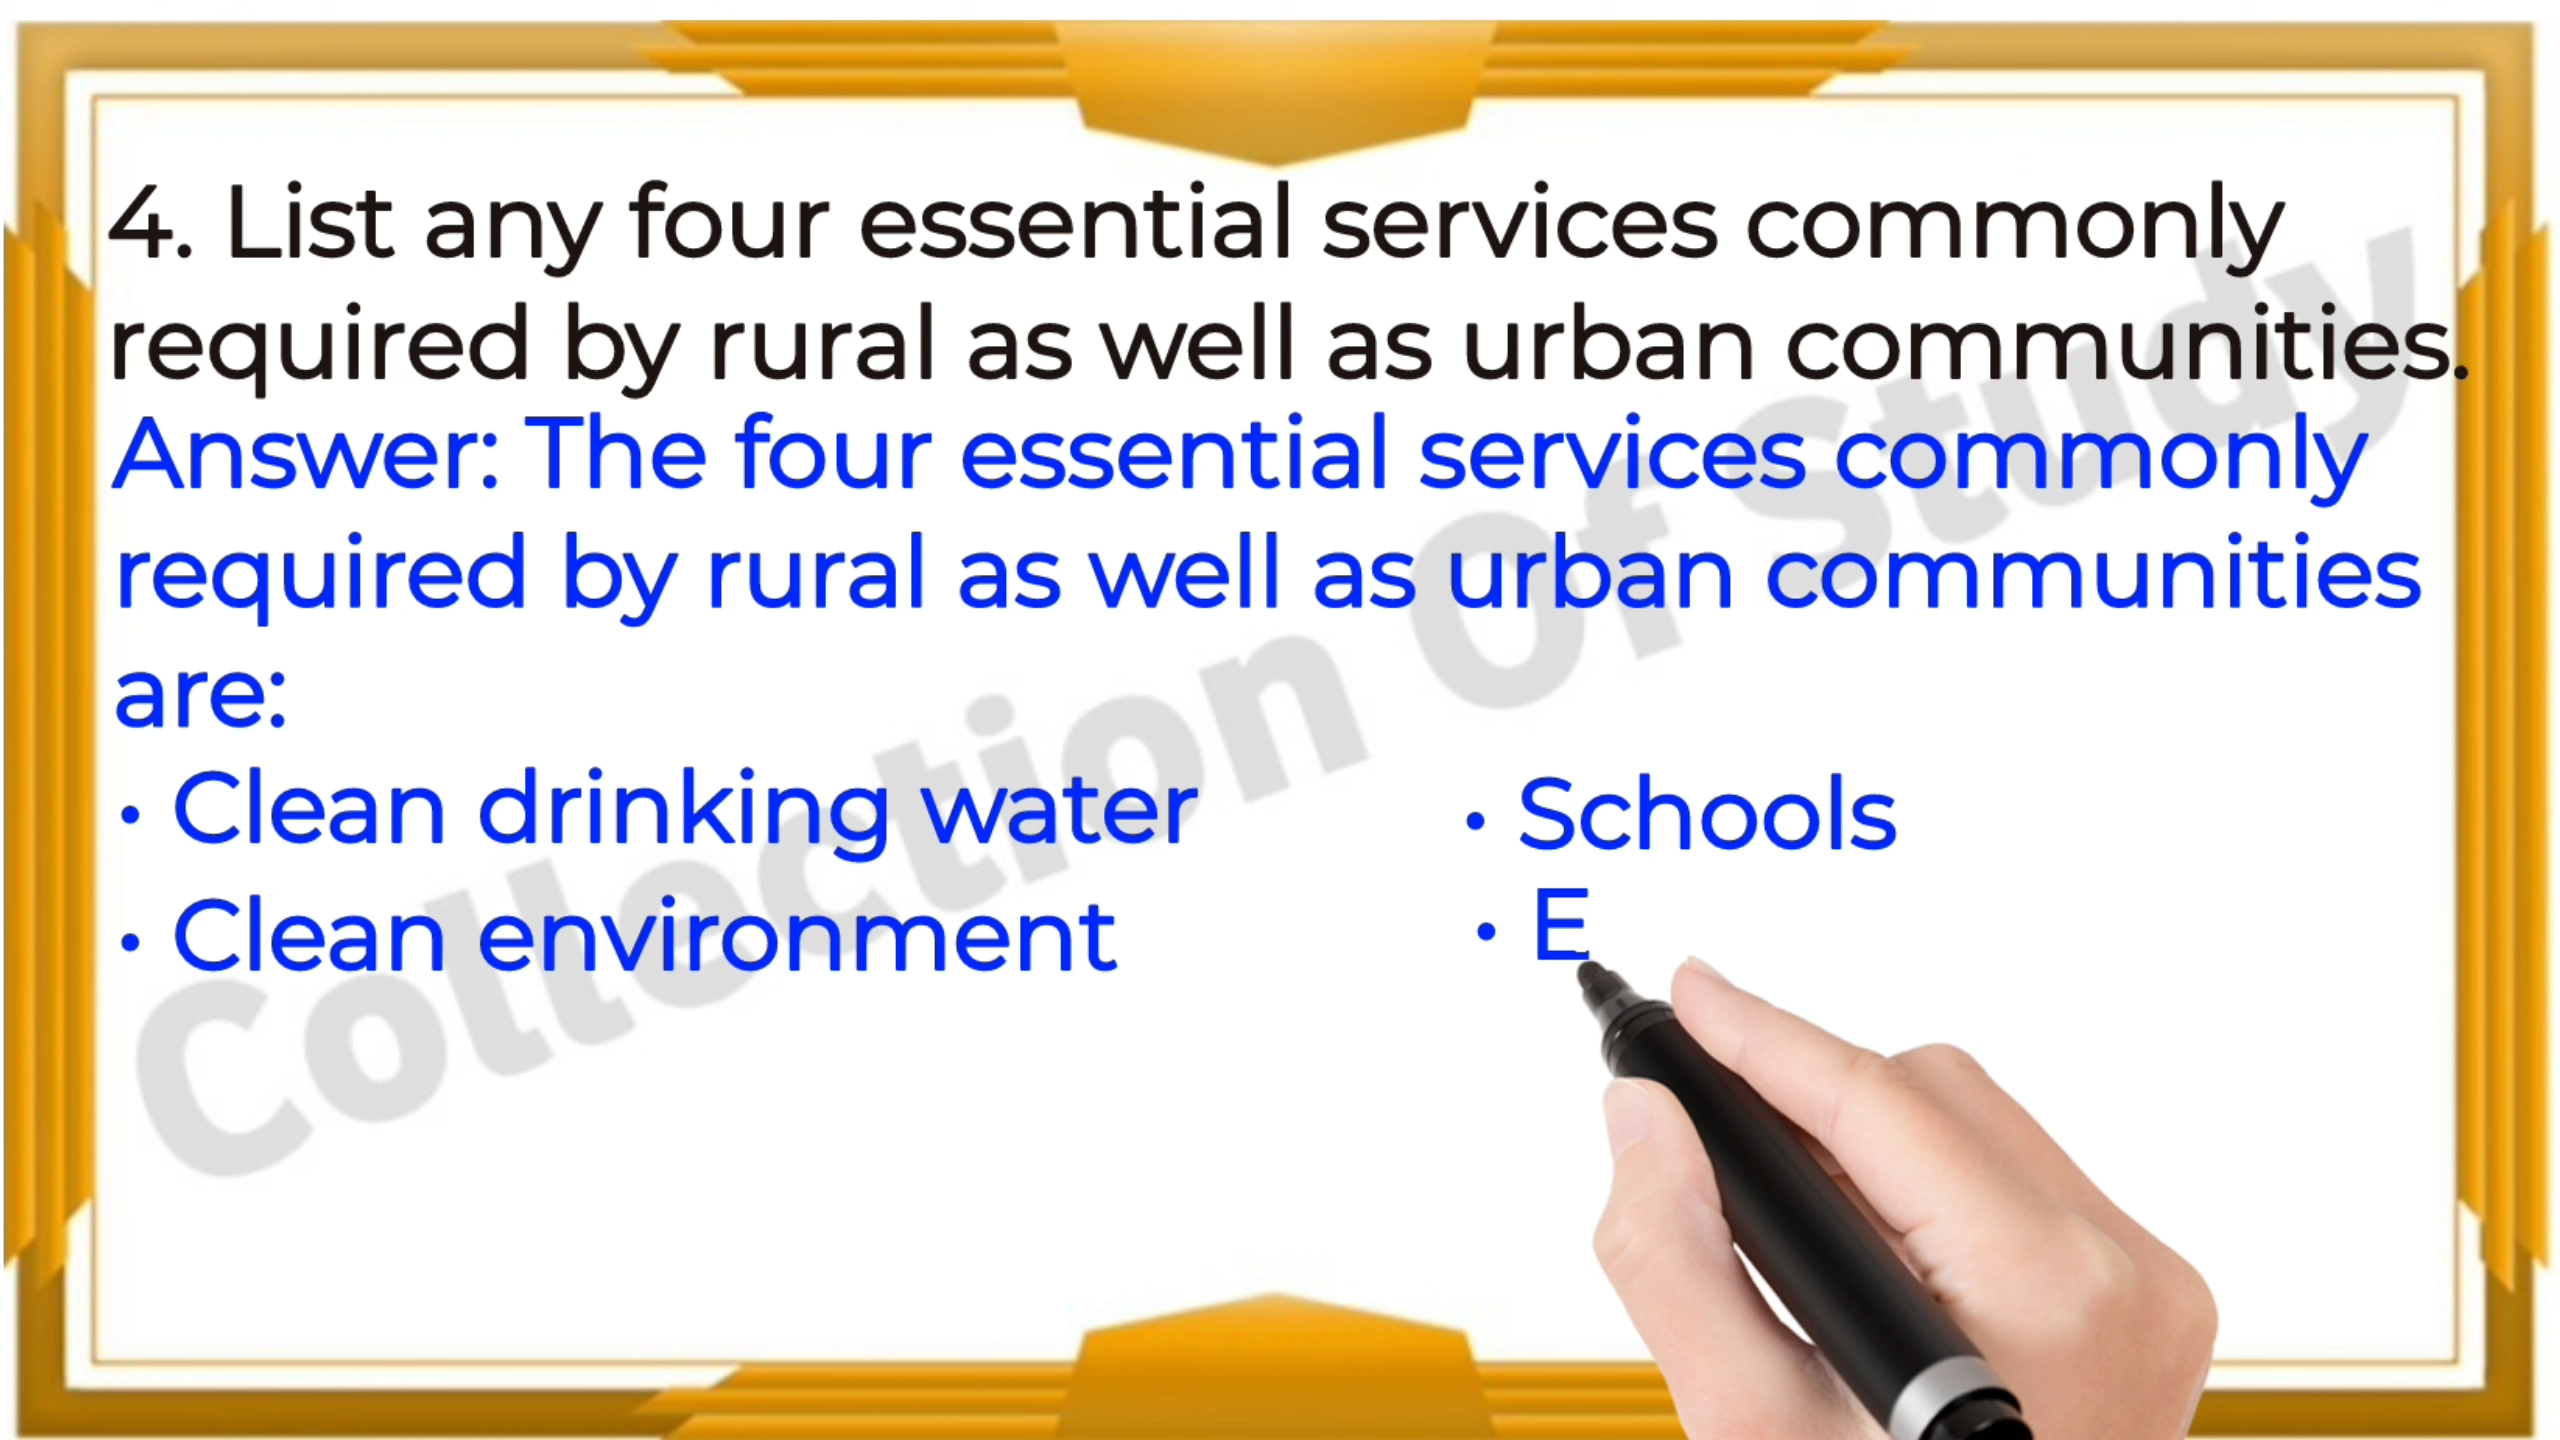 4. List any four essential services commonly
required by rural as well as urban communities.
Answer: The four essential services commonly
required by rural as well as urban communities
are:
• Clean drinking water
• Clean environment
• Schools
• E
Collection Of Study